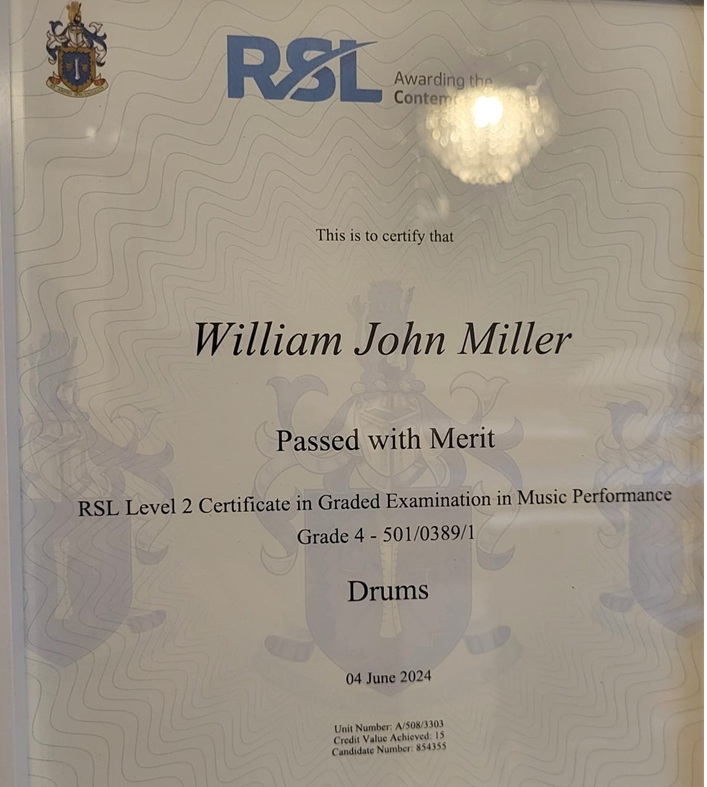 RSL
Awarding the
This is to certify that
William John Miller
Passed with Merit
RSL Level 2 Certificate in Graded Examination in Music Performance
Grade 4 - 501/0389/1
Drums
04 June 2024
Unit Number: A/508/3303
Credit Value Achieved: 15
Candidate Number: 854355